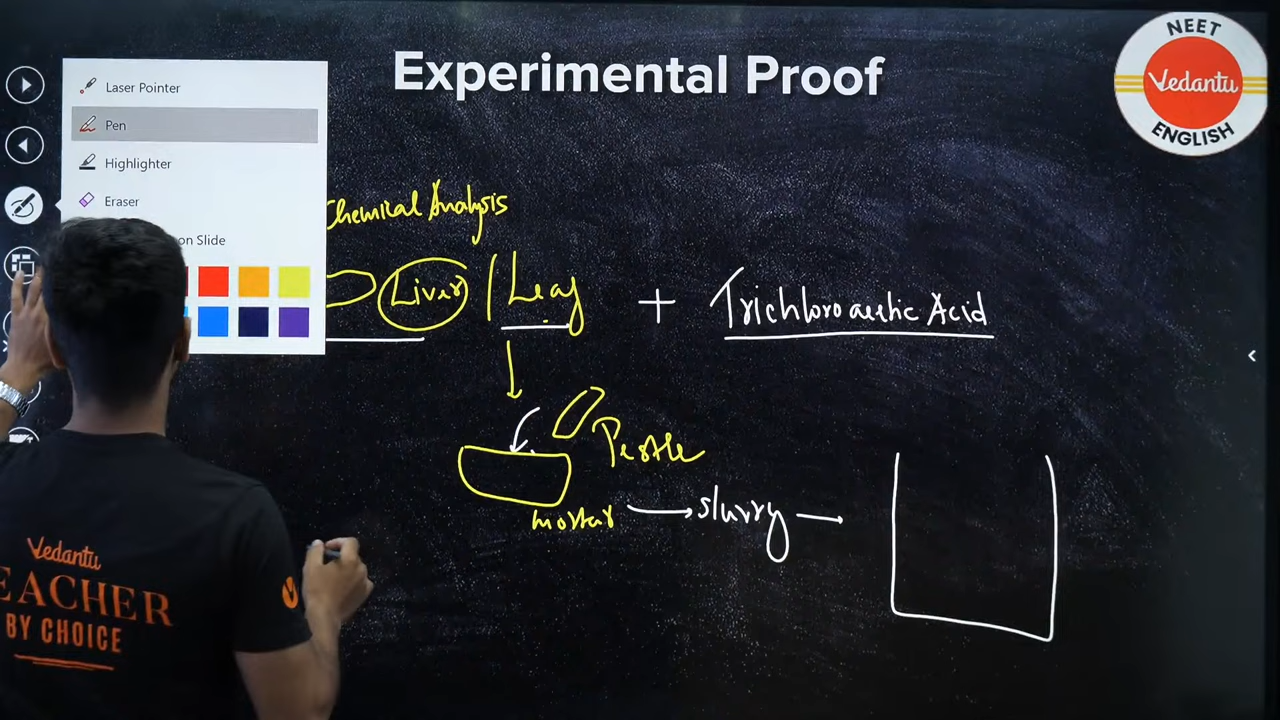 Experimental Proof
NEET
Vedantu
ENGLISH
Laser Pointer
Pen
Highlighter
Eraser
on Slide
Chemical Analysis
Liver / Leaf + Trichloroacetic Acid
Pestle
mortar → slurry →
Vedantu
EACHER
BY CHOICE